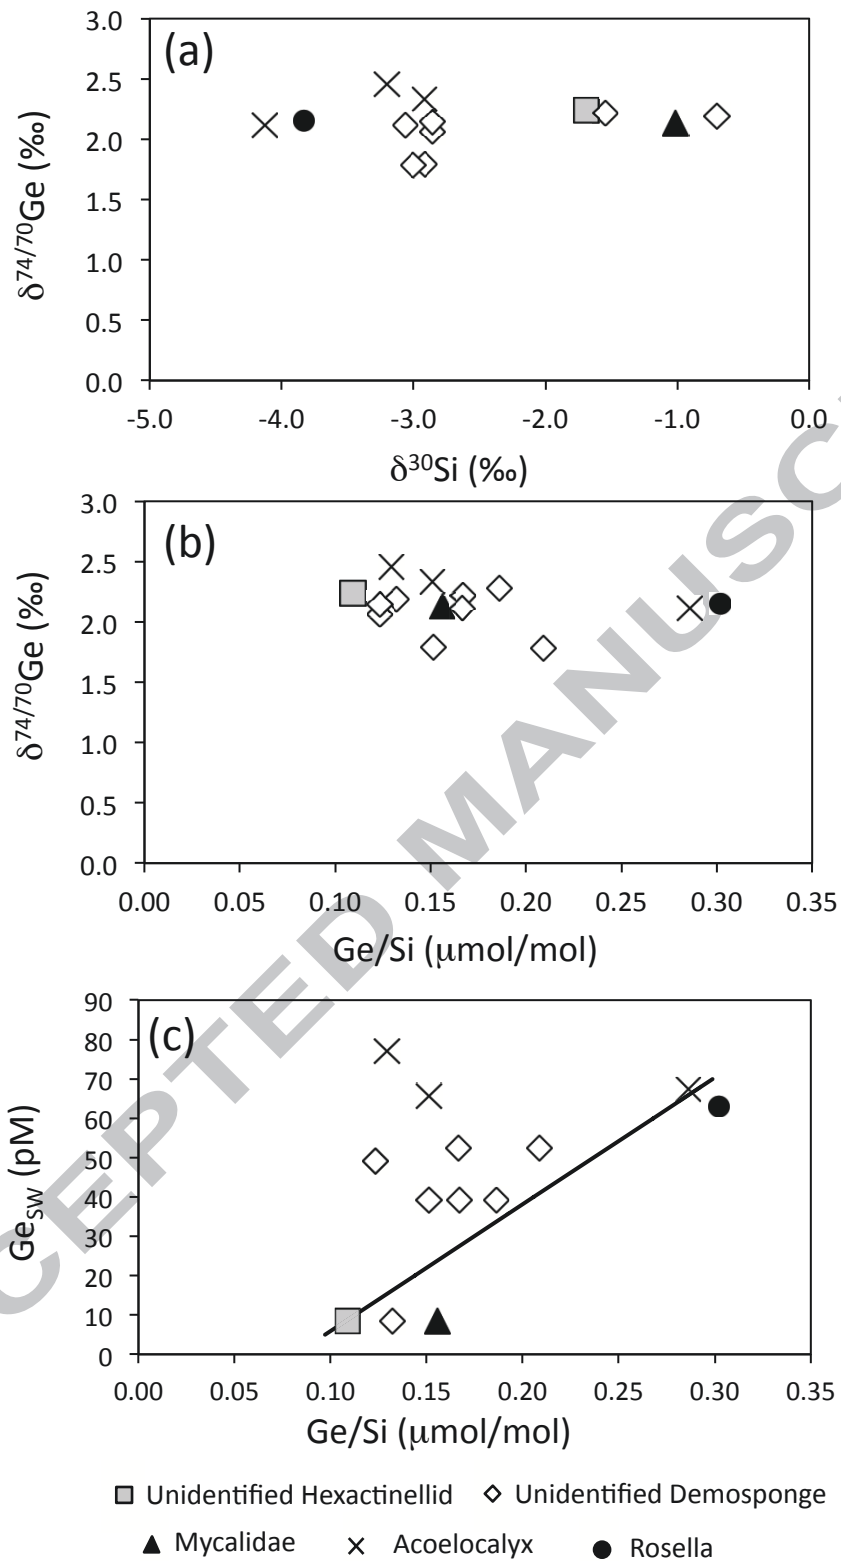 (a)
3.0
2.5
2.0
1.5
1.0
0.5
0.0
δ74/70Ge (‰)
-5.0 -4.0 -3.0 -2.0 -1.0 0.0
δ30Si (‰)
(b)
3.0
2.5
2.0
1.5
1.0
0.5
0.0
δ74/70Ge (‰)
0.00 0.05 0.10 0.15 0.20 0.25 0.30 0.35
Ge/Si (μmol/mol)
(c)
90
80
70
60
50
40
30
20
10
0
GeSW (pM)
0.00 0.05 0.10 0.15 0.20 0.25 0.30 0.35
Ge/Si (μmol/mol)
Unidentified Hexactinellid Unidentified Demosponge
Mycalidae Acoelocalyx Rosella
CEPTED MANUSC